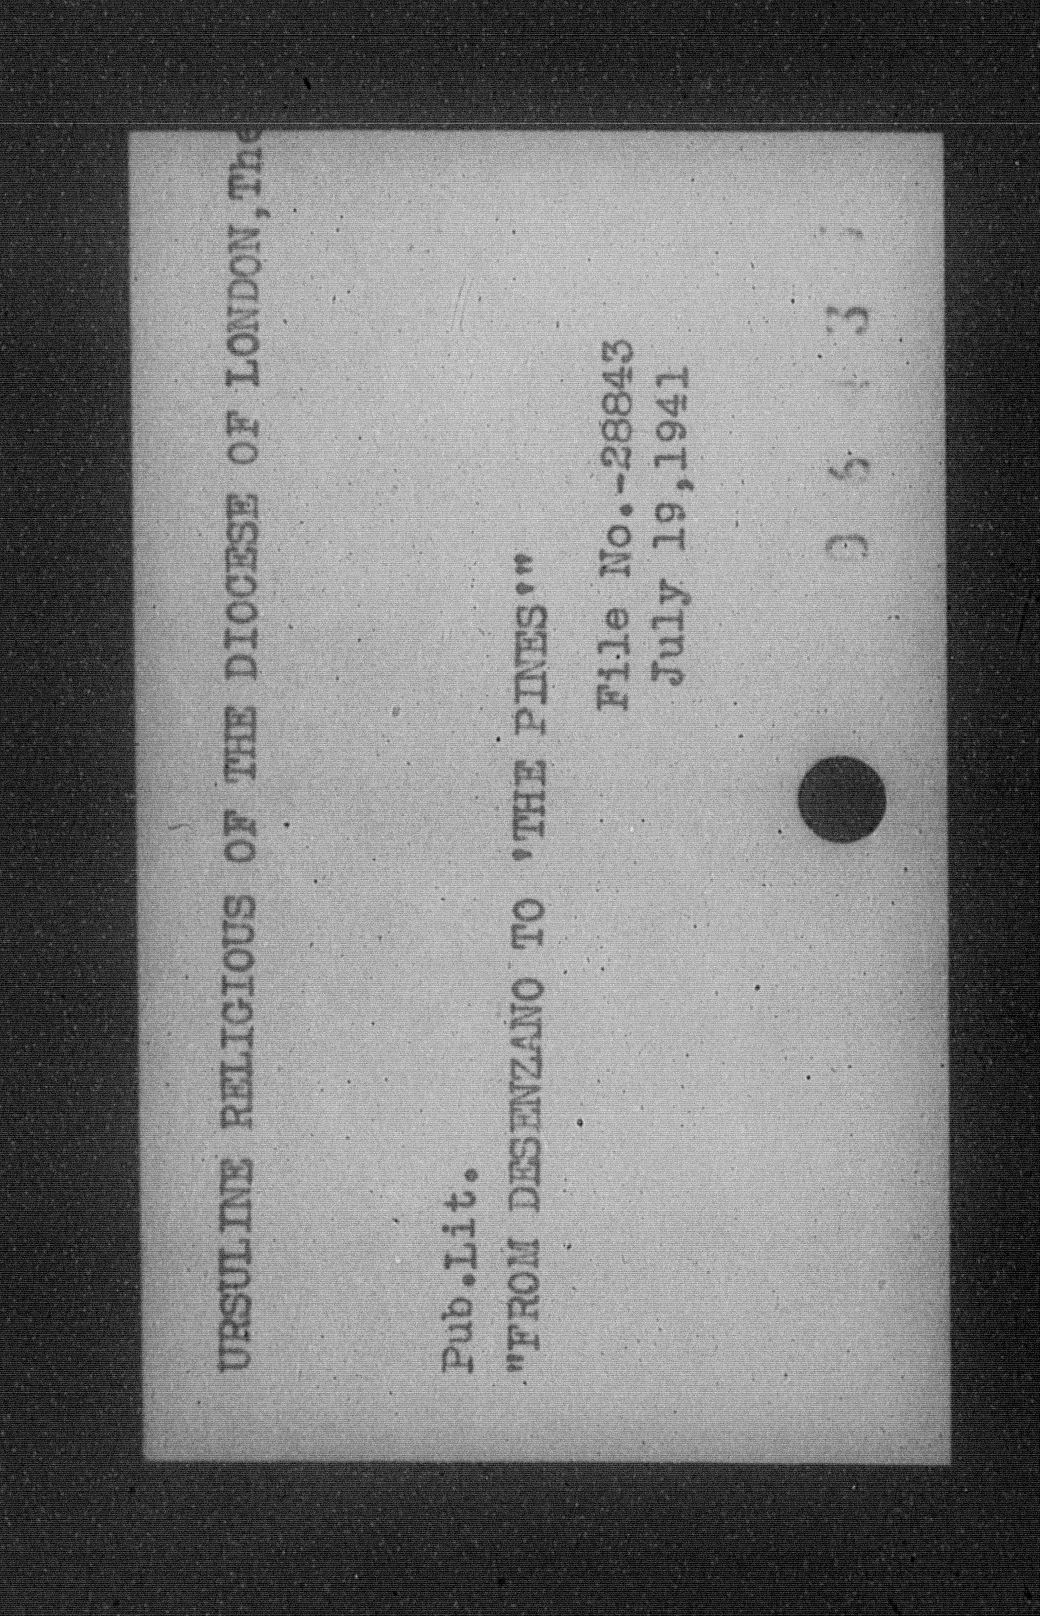 URSULINE RELIGIOUS OF THE DIOCESE OF LONDON,The
Pub.Lit.
"FROM DESENZANO TO 'THE PINES'"
File No.-28843
July 19,1941